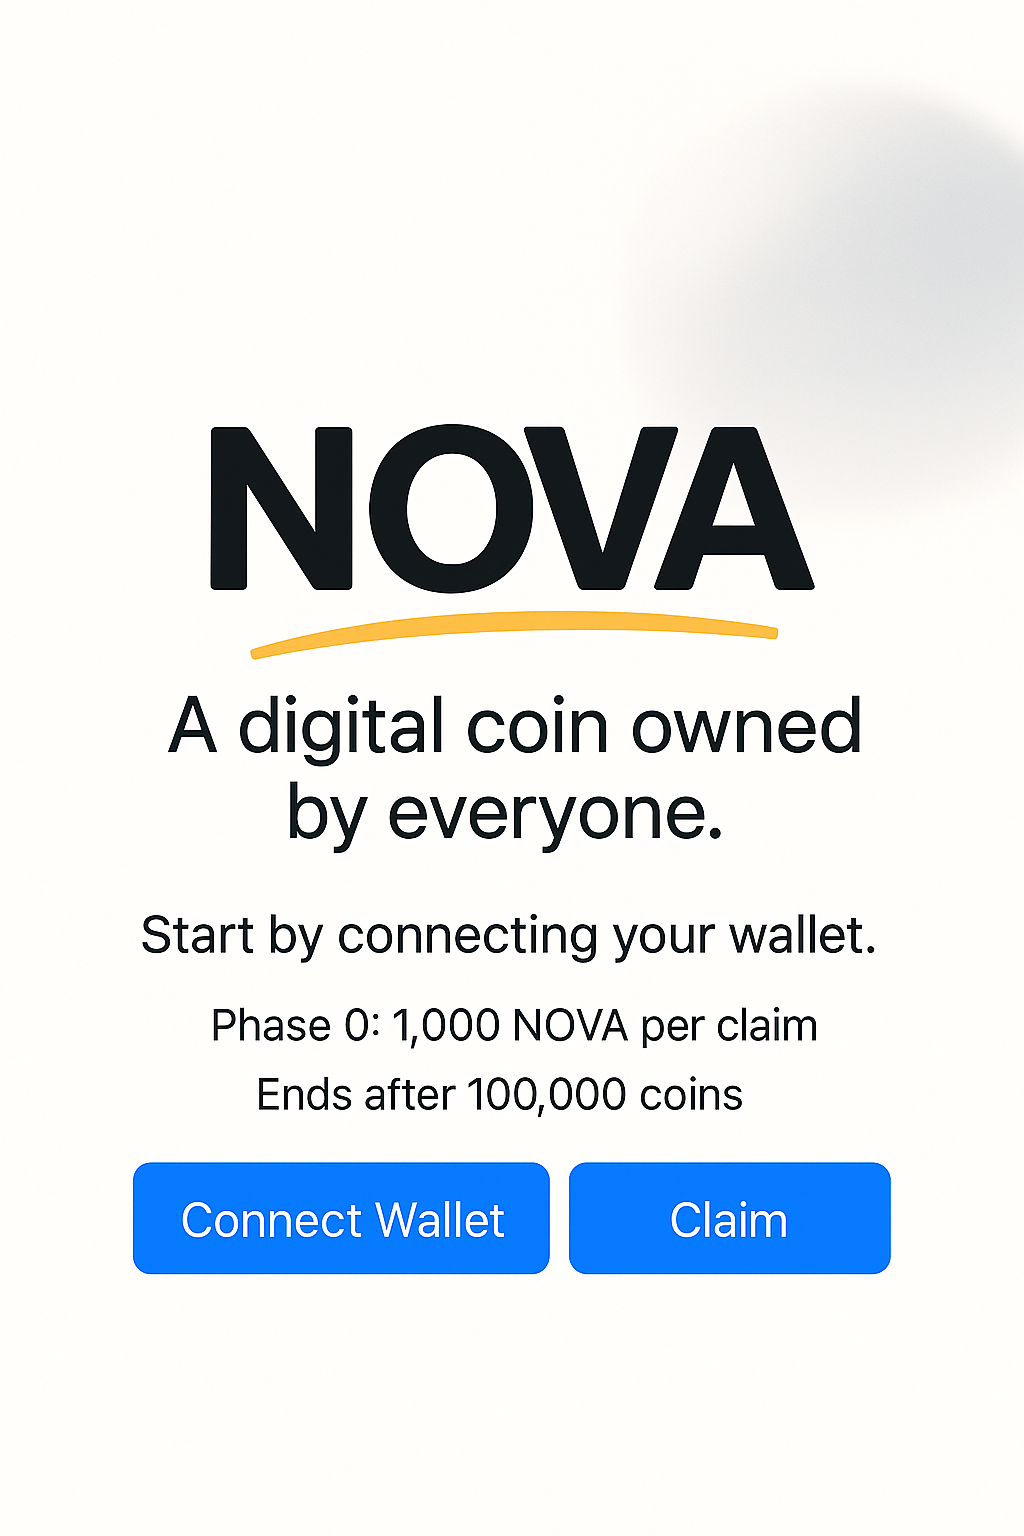 NOVA
A digital coin owned
by everyone.
Start by connecting your wallet.
Phase 0: 1,000 NOVA per claim
Ends after 100,000 coins
Connect Wallet
Claim